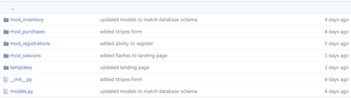 ..
mod_inventory updated models to match database schema 4 days ago
mod_purchases added stripes form 4 days ago
mod_registrations added ability to register 5 days ago
mod_sessions added flashes to landing page 3 days ago
templates updated landing page 3 days ago
__init__.py added stripes form 4 days ago
models.py updated models to match database schema 4 days ago